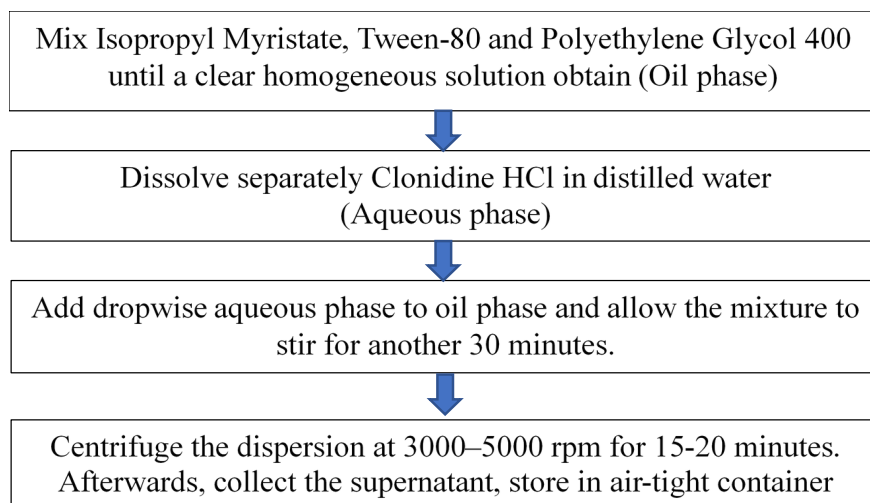 Mix Isopropyl Myristate, Tween-80 and Polyethylene Glycol 400
until a clear homogeneous solution obtain (Oil phase)
Dissolve separately Clonidine HCl in distilled water
(Aqueous phase)
Add dropwise aqueous phase to oil phase and allow the mixture to
stir for another 30 minutes.
Centrifuge the dispersion at 3000–5000 rpm for 15-20 minutes.
Afterwards, collect the supernatant, store in air-tight container